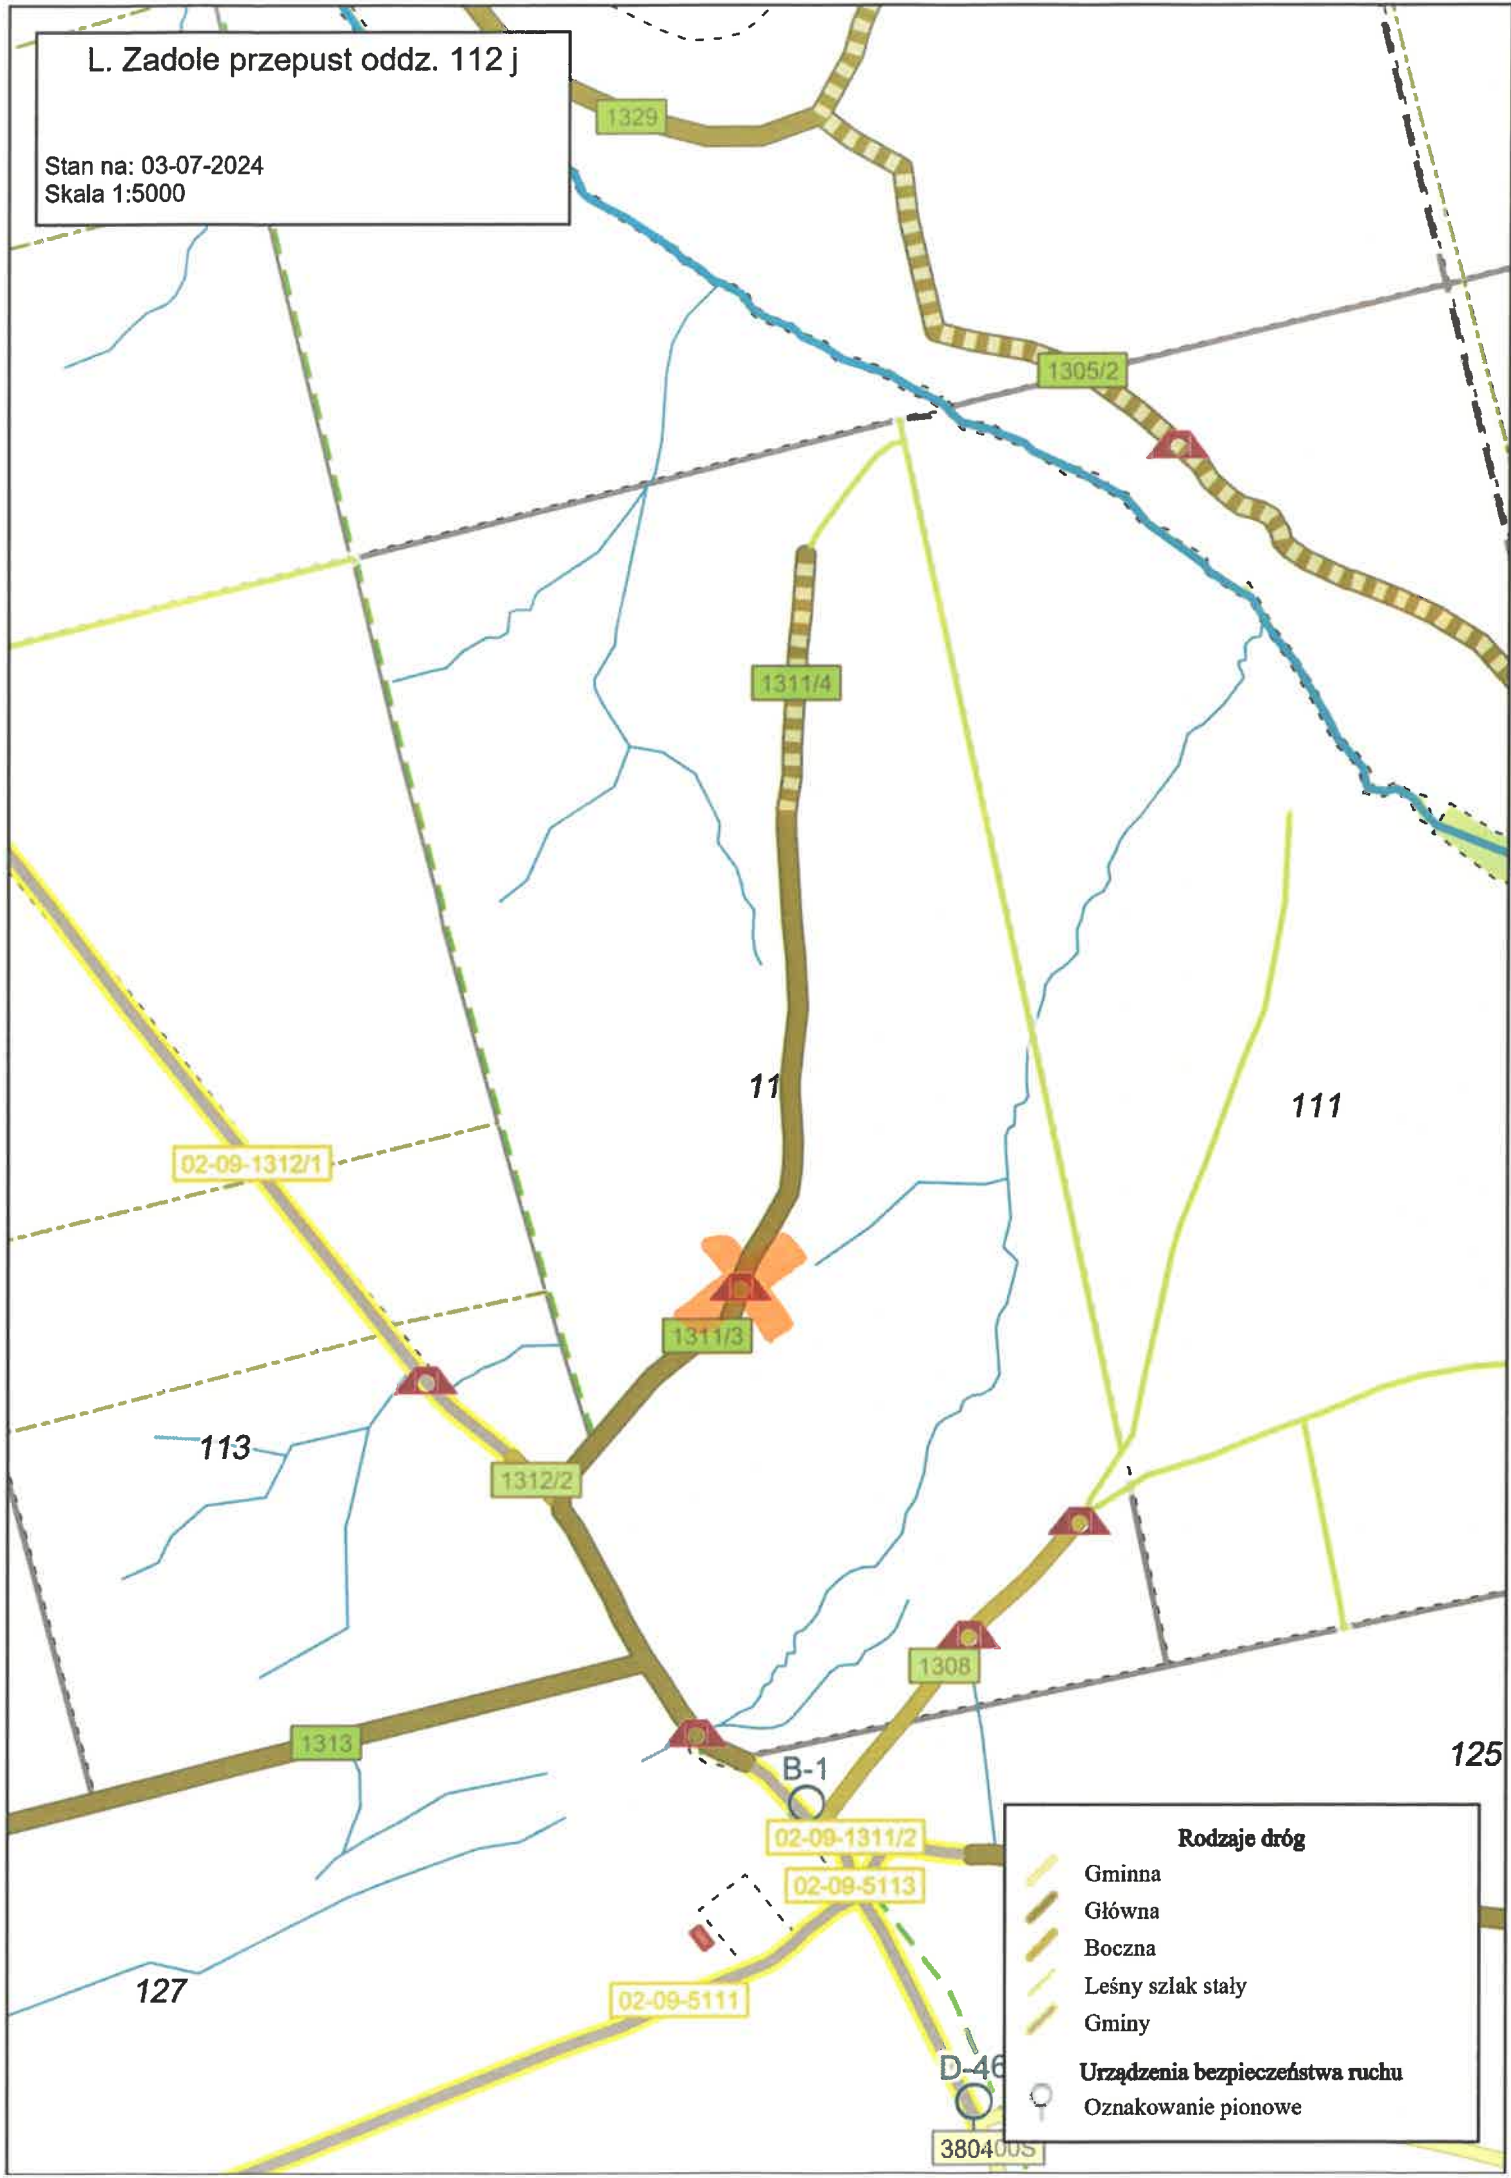 L. Zadole przepust oddz. 112 j
Stan na: 03-07-2024
Skala 1:5000
1329
1305/2
1311/4
11
111
02-09-1312/1
1311/3
113
1312/2
1308
1313
125
B-1
02-09-1311/2
02-09-5113
127
02-09-5111
D-46
380400S
Rodzaje dróg
Gminna
Główna
Boczna
Leśny szlak stały
Gminy
Urządzenia bezpieczeństwa ruchu
Oznakowanie pionowe